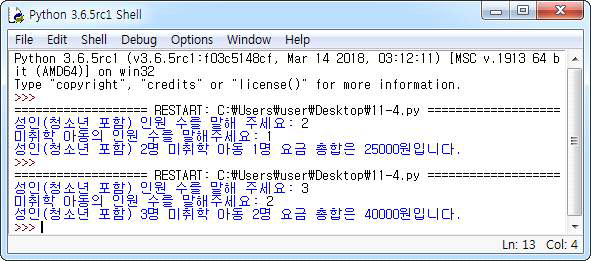 Python 3.6.5rc1 Shell
File Edit Shell Debug Options Window Help
Python 3.6.5rc1 (v3.6.5rc1:f03c5148cf, Mar 14 2018, 03:12:11) [MSC v.1913 64 b
it (AMD64)] on win32
Type "copyright", "credits" or "license()" for more information.
>>>
=================== RESTART: C:₩Users₩user₩Desktop₩11-4.py ===================
성인(청소년 포함) 인원 수를 말해 주세요: 2
미취학 아동의 인원 수를 말해 주세요: 1
성인(청소년 포함) 2명 미취학 아동 1명 요금 총합은 25000원입니다.
>>>
=================== RESTART: C:₩Users₩user₩Desktop₩11-4.py ===================
성인(청소년 포함) 인원 수를 말해 주세요: 3
미취학 아동의 인원 수를 말해 주세요: 2
성인(청소년 포함) 3명 미취학 아동 2명 요금 총합은 40000원입니다.
>>>
Ln: 13 Col: 4